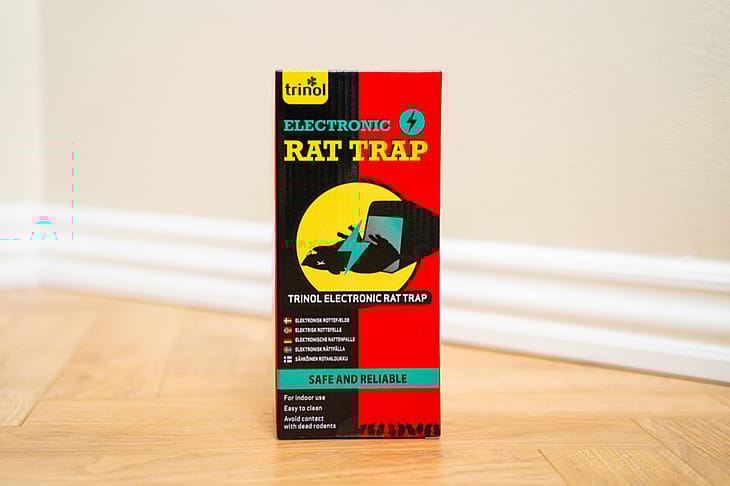 trinol
ELECTRONIC
RAT TRAP
TRINOL ELECTRONIC RAT TRAP
ELEKTRONISK ROTTEFÆLDE
ELEKTRISK ROTTEFELLE
ELEKTRONISCHE RATTENFALLE
ELEKTRONISK RÅTTFÄLLA
SÄHKÖINEN ROTANLOUKKU
SAFE AND RELIABLE
For indoor use
Easy to clean
Avoid contact
with dead rodents